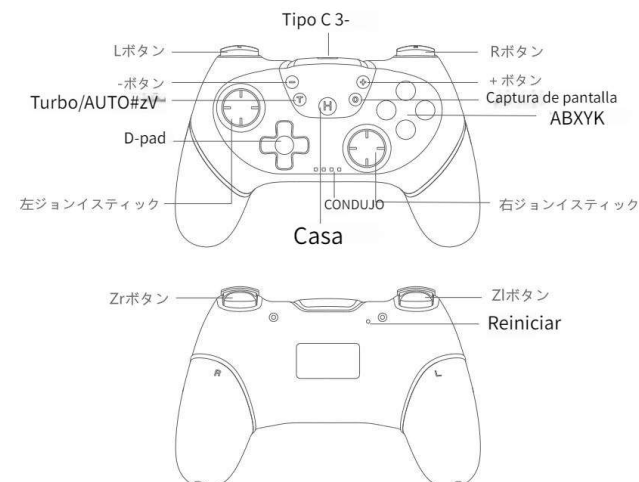 Tipo C 3-
Lボタン
Rボタン
-ボタン
+ボタン
Turbo/AUTO#zV
Captura de pantalla
ABXYK
T
H
D-pad
左ジョンイスティック
CONDUJO
右ジョンイスティック
Casa
Zrボタン
Zlボタン
Reiniciar
R
L